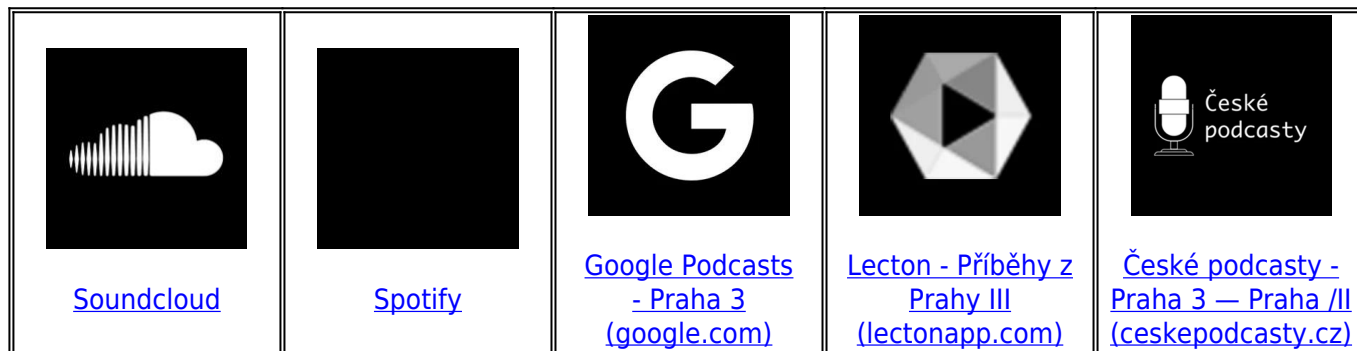 České
podcasty
Soundcloud
Spotify
Google Podcasts
- Praha 3
(google.com)
Lecton - Příběhy z
Prahy III
(lectonapp.com)
České podcasty -
Praha 3 — Praha /II
(ceskepodcasty.cz)